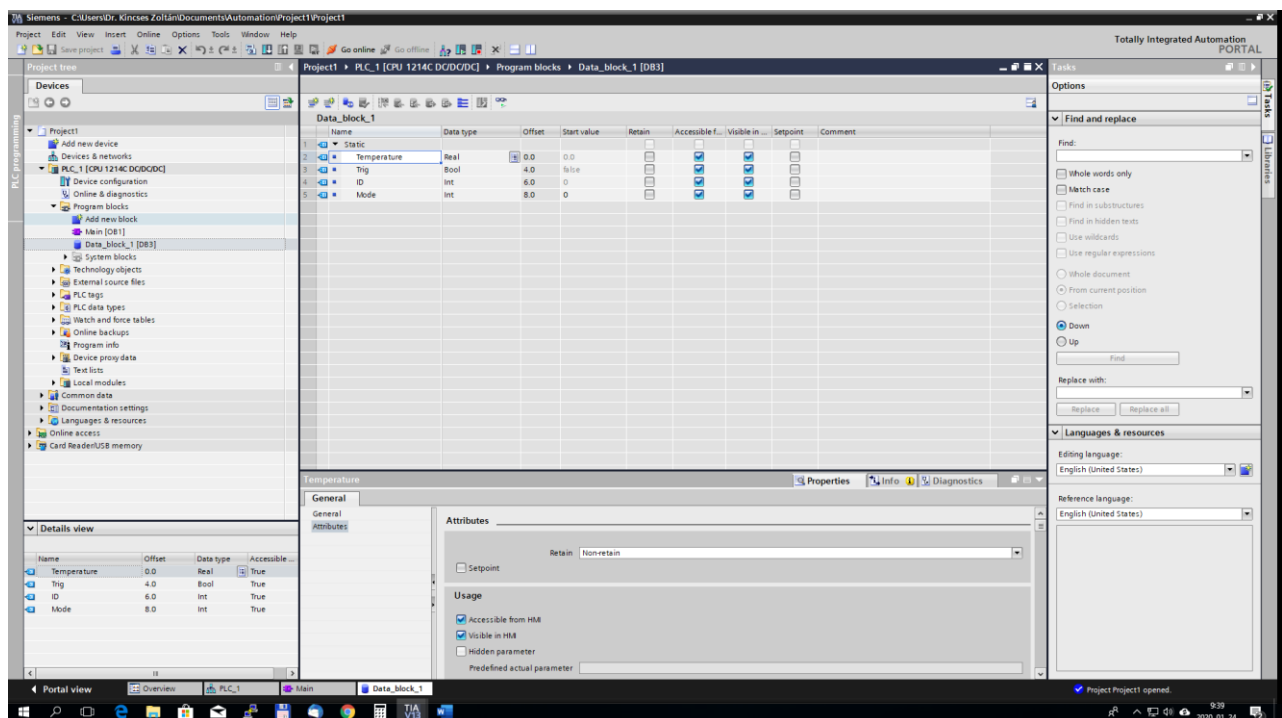 Siemens - C:\Users\Dr. Kincses Zoltán\Documents\Automation\Project1\Project1
Project Edit View Insert Online Options Tools Window Help
Totally Integrated Automation
PORTAL
Save project Go online Go offline
Project tree
Project1 PLC_1 [CPU 1214C DC/DC/DC] Program blocks Data_block_1 [DB3]
Tasks
Devices
Options
PLC programming
Tasks
Libraries
Data_block_1
Name Data type Offset Start value Retain Accessible f... Visible in ... Setpoint Comment
1 Static
2 Temperature Real 0.0 0.0
3 Trig Bool 4.0 false
4 ID Int 6.0 0
5 Mode Int 8.0 0
Project1
Add new device
Devices & networks
PLC_1 [CPU 1214C DC/DC/DC]
Device configuration
Online & diagnostics
Program blocks
Add new block
Main [OB1]
Data_block_1 [DB3]
System blocks
Technology objects
External source files
PLC tags
PLC data types
Watch and force tables
Online backups
Program info
Device proxy data
Text lists
Local modules
Common data
Documentation settings
Languages & resources
Online access
Card Reader/USB memory
Find and replace
Find:
Whole words only
Match case
Find in substructures
Find in hidden texts
Use wildcards
Use regular expressions
Whole document
From current position
Selection
Down
Up
Find
Replace with:
Replace Replace all
Languages & resources
Editing language:
English (United States)
Reference language:
English (United States)
Temperature
Properties Info Diagnostics
General
General
Attributes
Attributes
Retain Non-retain
Setpoint
Usage
Accessible from HMI
Visible in HMI
Hidden parameter
Predefined actual parameter
Details view
Name Offset Data type Accessible ...
Temperature 0.0 Real True
Trig 4.0 Bool True
ID 6.0 Int True
Mode 8.0 Int True
Portal view Overview PLC_1 Main Data_block_1
Project Project1 opened.
TIA
V13
9:39
2020. 01. 24.